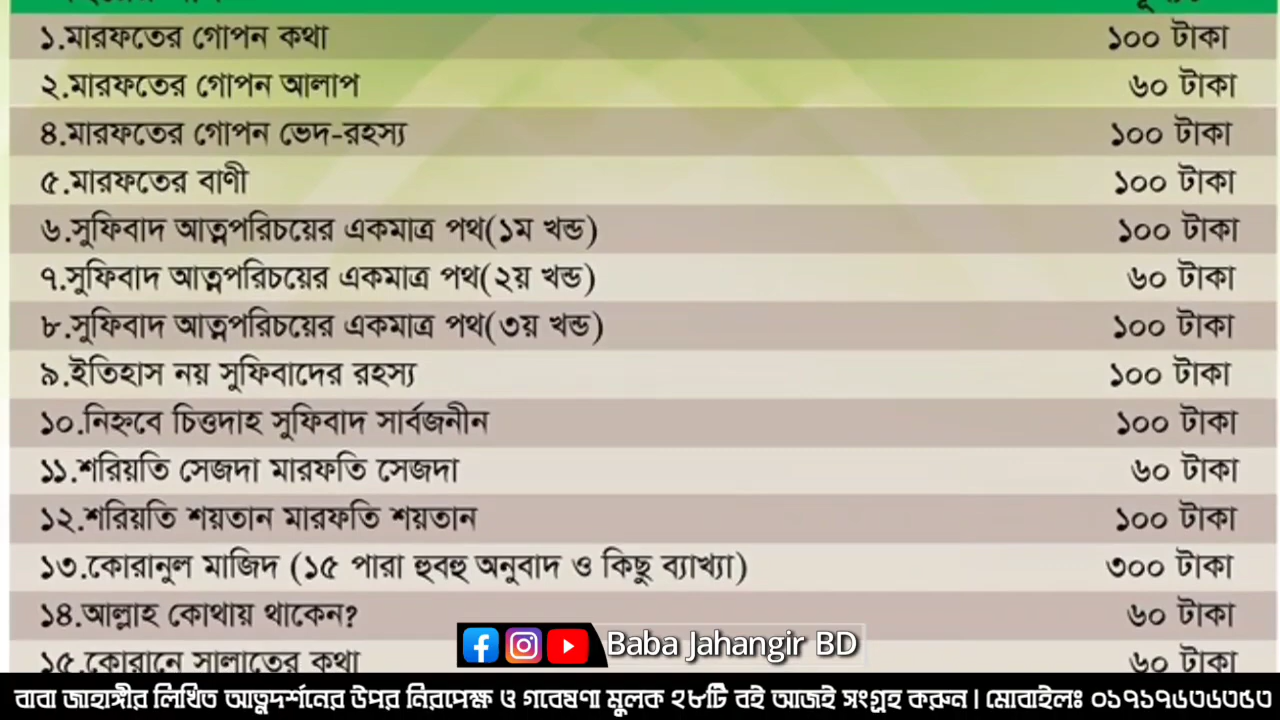 ১.মারফতের গোপন কথা ১০০ টাকা
২.মারফতের গোপন আলাপ ৬০ টাকা
৪.মারফতের গোপন ভেদ-রহস্য ১০০ টাকা
৫.মারফতের বাণী ১০০ টাকা
৬.সুফিবাদ আত্নপরিচয়ের একমাত্র পথ(১ম খন্ড) ১০০ টাকা
৭.সুফিবাদ আত্নপরিচয়ের একমাত্র পথ(২য় খন্ড) ৬০ টাকা
৮.সুফিবাদ আত্নপরিচয়ের একমাত্র পথ(৩য় খন্ড) ১০০ টাকা
৯.ইতিহাস নয় সুফিবাদের রহস্য ১০০ টাকা
১০.নিহ্নবে চিত্তদাহ সুফিবাদ সার্বজনীন ১০০ টাকা
১১.শরিয়তি সেজদা মারফতি সেজদা ৬০ টাকা
১২.শরিয়তি শয়তান মারফতি শয়তান ১০০ টাকা
১৩.কোরানুল মাজিদ (১৫ পারা হুবহু অনুবাদ ও কিছু ব্যাখ্যা) ৩০০ টাকা
১৪.আল্লাহ কোথায় থাকেন? ৬০ টাকা
Baba Jahangir BD
১৫.কোরানে সালাতের কথা ৬০ টাকা
বাবা জাহাঙ্গীর লিখিত আত্নদর্শনের উপর নিরপেক্ষ ও গবেষণা মুলক ২৮টি বই আজই সংগ্রহ করুন। মোবাইলঃ ০১৭১৭৬৩৬৩৫৩